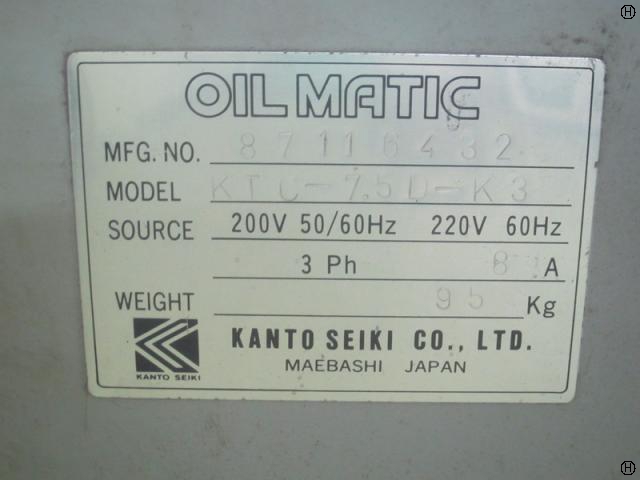 OIL MATIC
MFG. NO. 87116432
MODEL KTC-7.5D-K3
SOURCE 200V 50/60Hz 220V 60Hz
3 Ph 8 A
WEIGHT 95 Kg
KANTO SEIKI CO., LTD.
KANTO SEIKI MAEBASHI JAPAN